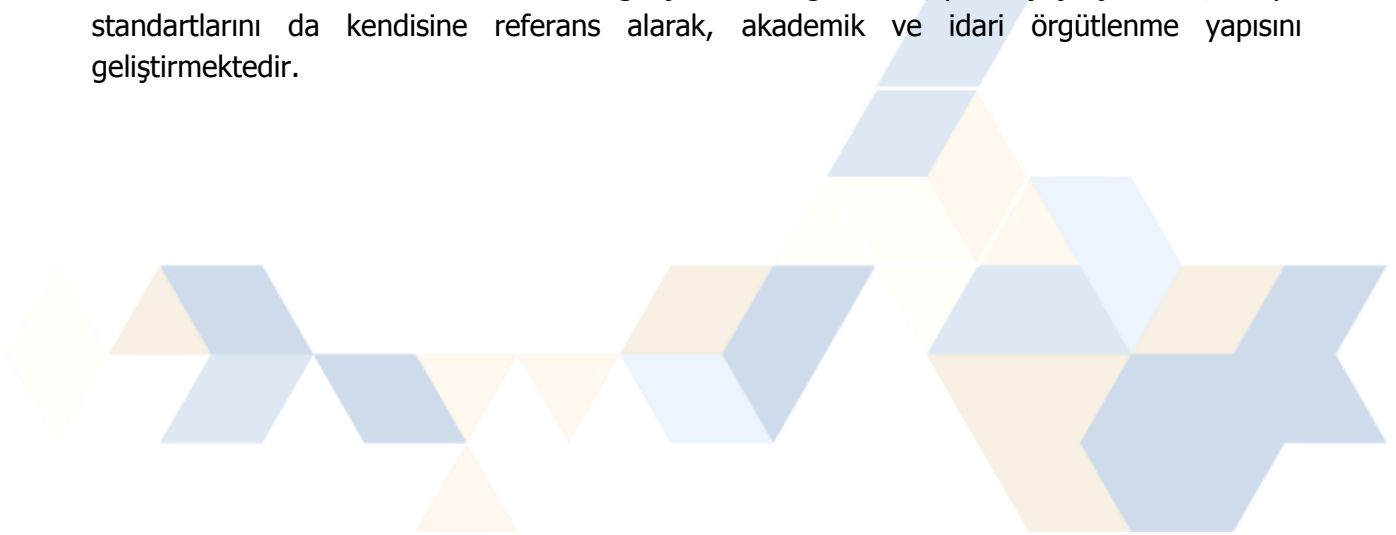 standartlarını da kendisine referans alarak, akademik ve idari örgütlenme yapısını
geliştirmektedir.